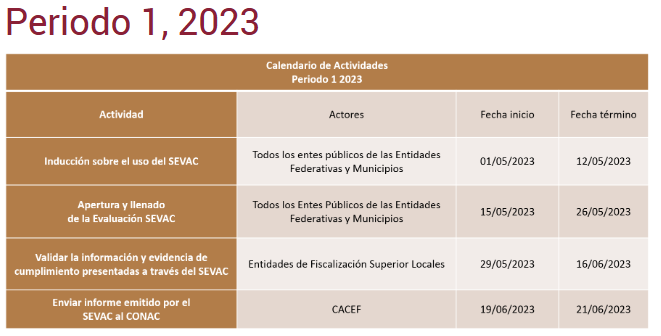 Periodo 1, 2023
Calendario de Actividades
Periodo 1 2023
Actividad Actores Fecha inicio Fecha término
Inducción sobre el uso del SEVAC Todos los entes públicos de las Entidades Federativas y Municipios 01/05/2023 12/05/2023
Apertura y llenado de la Evaluación SEVAC Todos los Entes Públicos de las Entidades Federativas y Municipios 15/05/2023 26/05/2023
Validar la información y evidencia de cumplimiento presentadas a través del SEVAC Entidades de Fiscalización Superior Locales 29/05/2023 16/06/2023
Enviar informe emitido por el SEVAC al CONAC CACEF 19/06/2023 21/06/2023